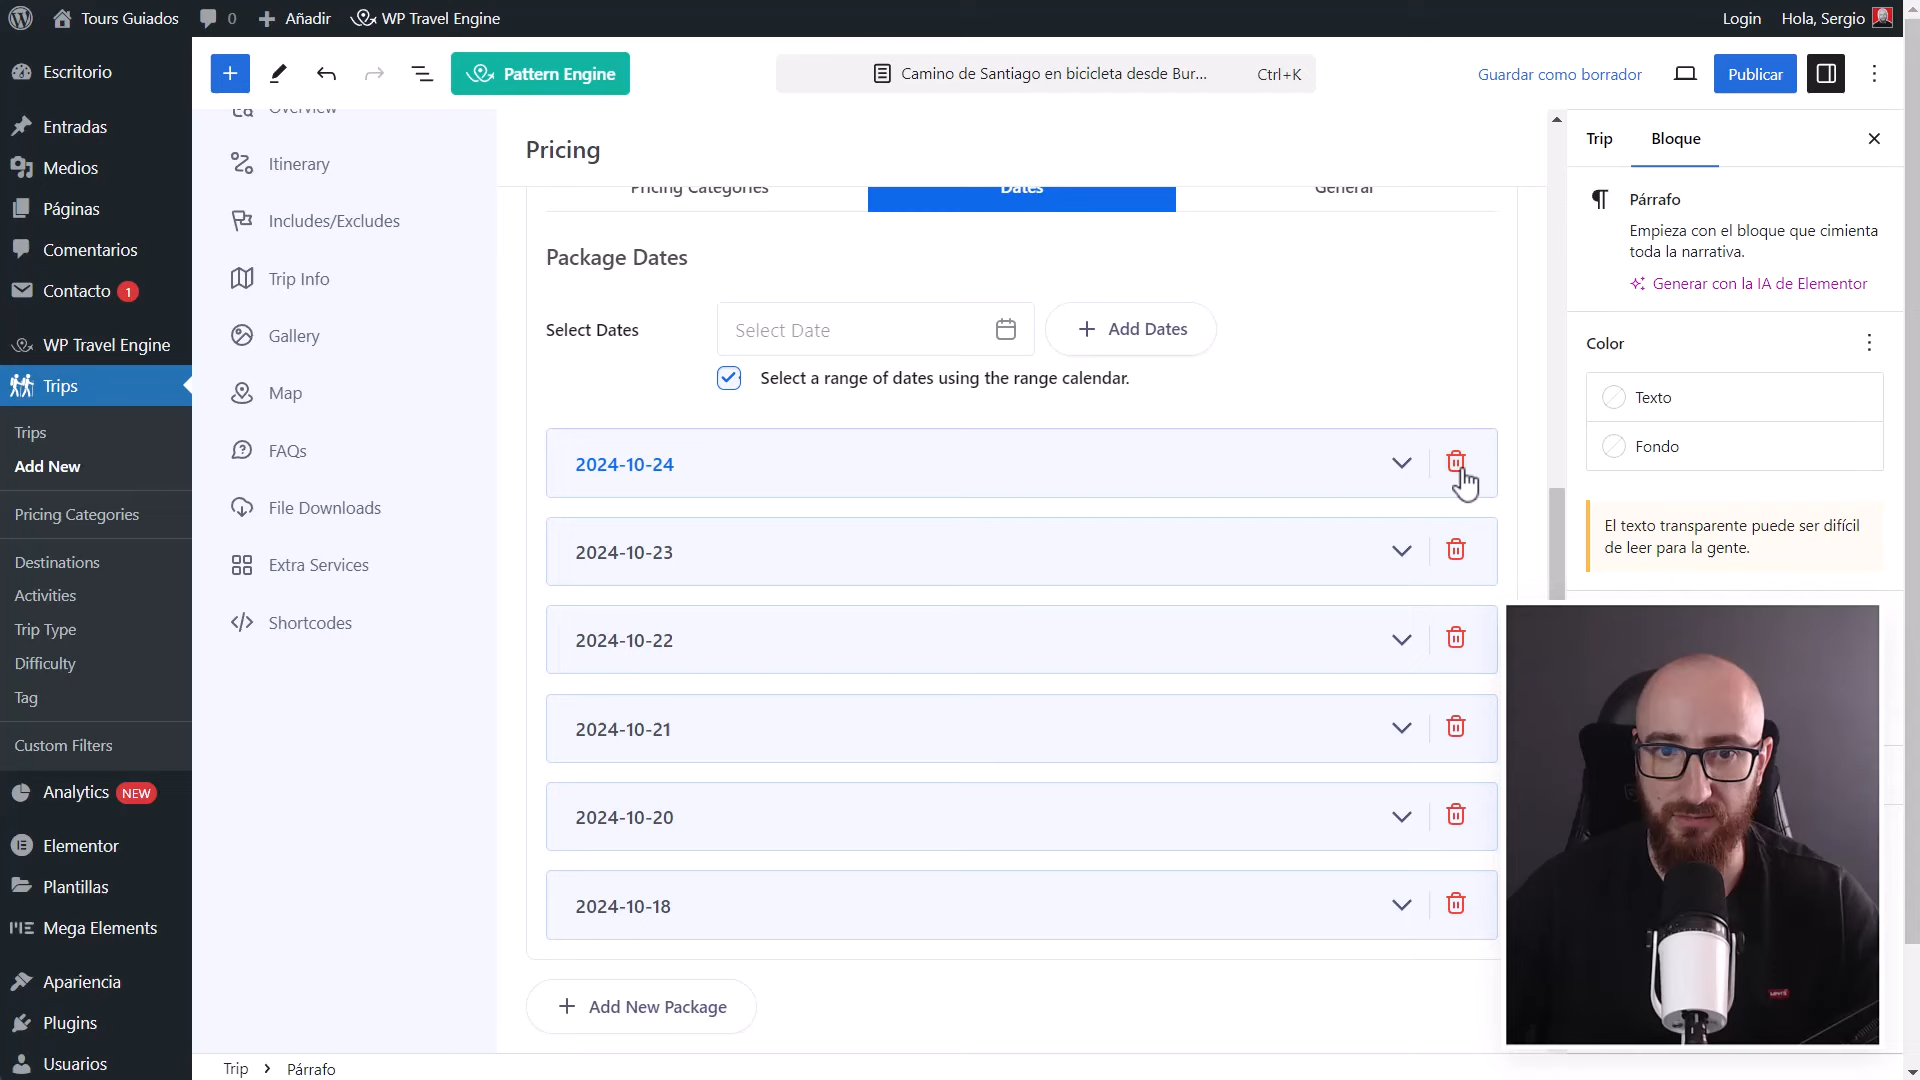 Tours Guiados
0
Añadir
WP Travel Engine
Login
Hola, Sergio
Escritorio
Entradas
Medios
Páginas
Comentarios
Contacto 1
WP Travel Engine
Trips
Trips
Add New
Pricing Categories
Destinations
Activities
Trip Type
Difficulty
Tag
Custom Filters
Analytics NEW
Elementor
Plantillas
Mega Elements
Apariencia
Plugins
Usuarios
Pattern Engine
Camino de Santiago en bicicleta desde Bur... Ctrl+K
Guardar como borrador
Publicar
Overview
Itinerary
Includes/Excludes
Trip Info
Gallery
Map
FAQs
File Downloads
Extra Services
Shortcodes
Pricing
Pricing Categories Dates General
Package Dates
Select Dates
Select Date
Add Dates
Select a range of dates using the range calendar.
2024-10-24
2024-10-23
2024-10-22
2024-10-21
2024-10-20
2024-10-18
Add New Package
Trip Bloque
Párrafo
Empieza con el bloque que cimienta
toda la narrativa.
Generar con la IA de Elementor
Color
Texto
Fondo
El texto transparente puede ser difícil
de leer para la gente.
Trip > Párrafo